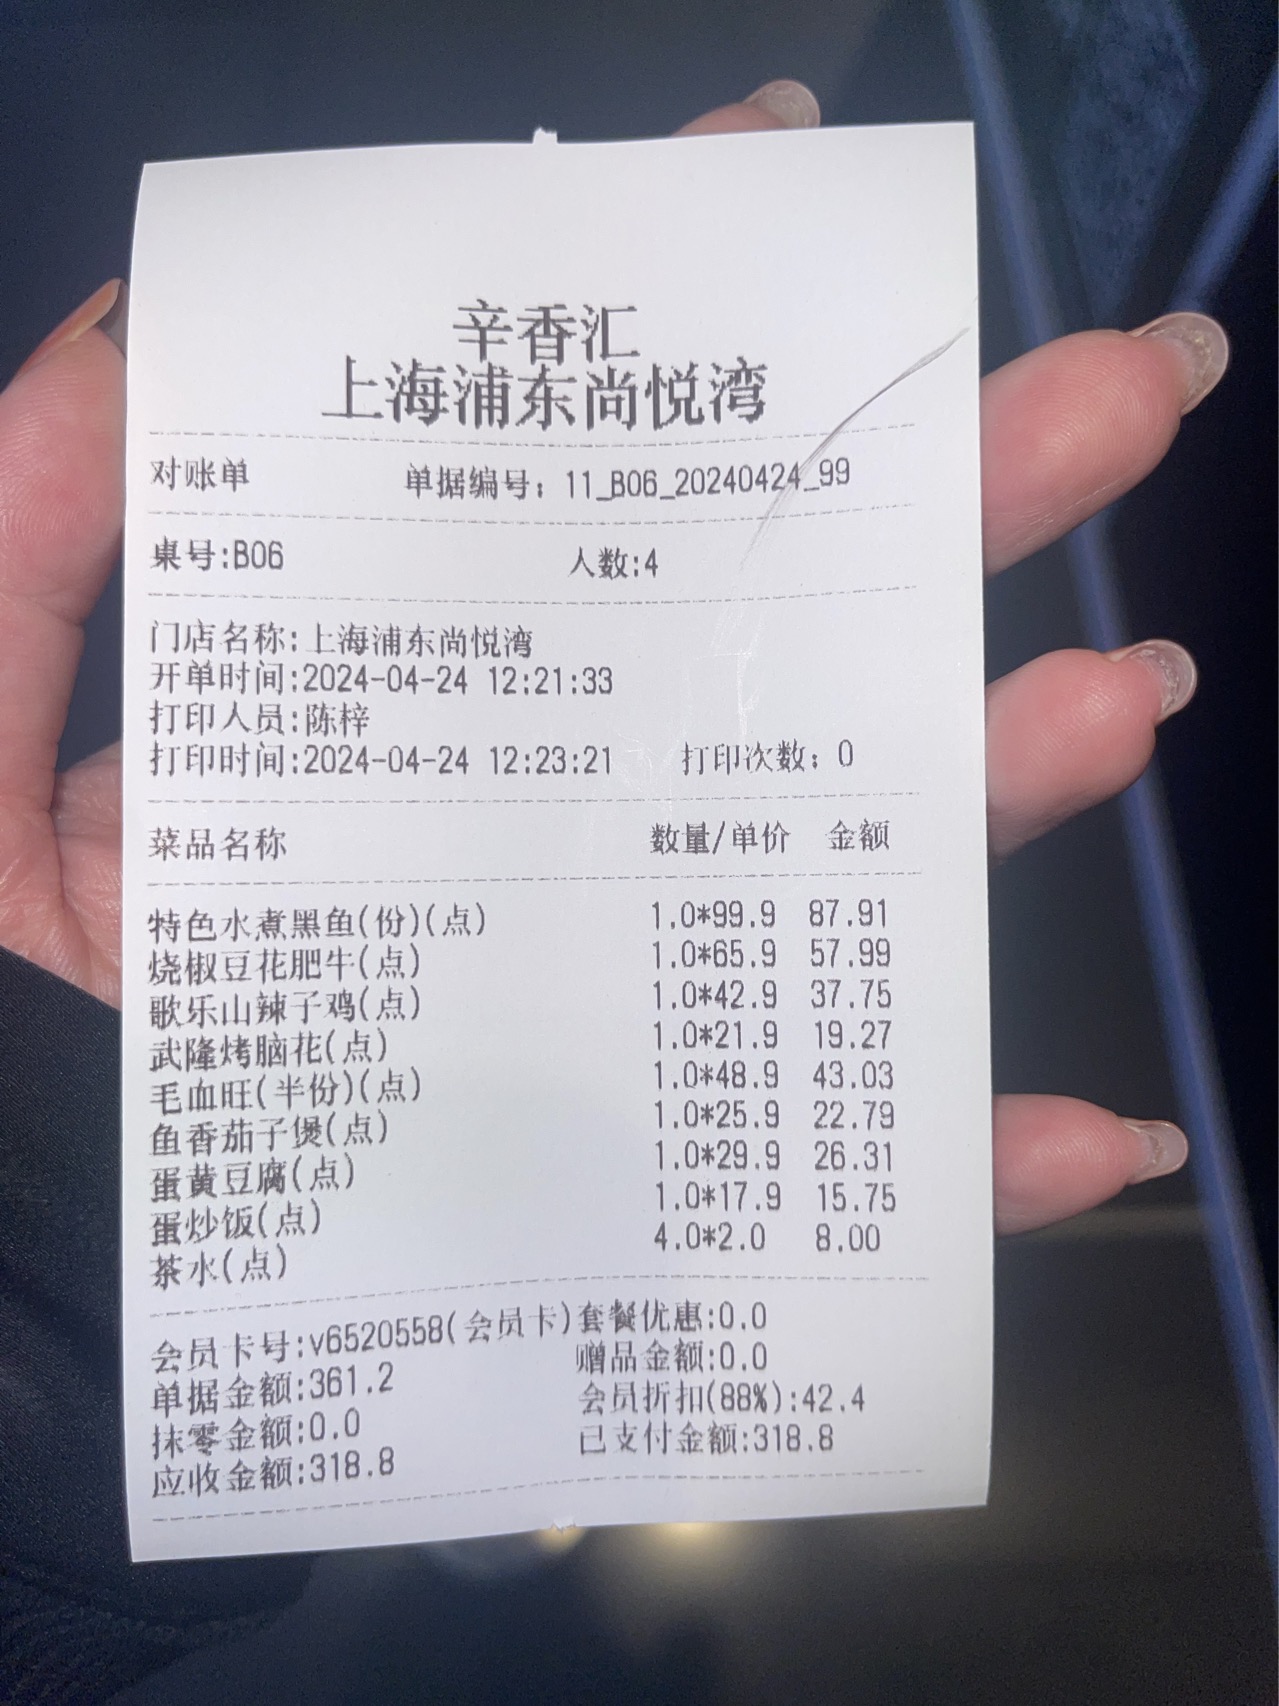 辛香汇
上海浦东尚悦湾
对账单 单据编号：11_B06_20240424_99
桌号:B06 人数:4
门店名称:上海浦东尚悦湾
开单时间:2024-04-24 12:21:33
打印人员:陈梓
打印时间:2024-04-24 12:23:21 打印次数：0
菜品名称 数量/单价 金额
特色水煮黑鱼(份)(点) 1.0*99.9 87.91
烧椒豆花肥牛(点) 1.0*65.9 57.99
歌乐山辣子鸡(点) 1.0*42.9 37.75
武隆烤脑花(点) 1.0*21.9 19.27
毛血旺(半份)(点) 1.0*48.9 43.03
鱼香茄子煲(点) 1.0*25.9 22.79
蛋黄豆腐(点) 1.0*29.9 26.31
蛋炒饭(点) 1.0*17.9 15.75
茶水(点) 4.0*2.0 8.00
会员卡号:v6520558(会员卡) 套餐优惠:0.0
单据金额:361.2 赠品金额:0.0
抹零金额:0.0 会员折扣(88%):42.4
应收金额:318.8 已支付金额:318.8